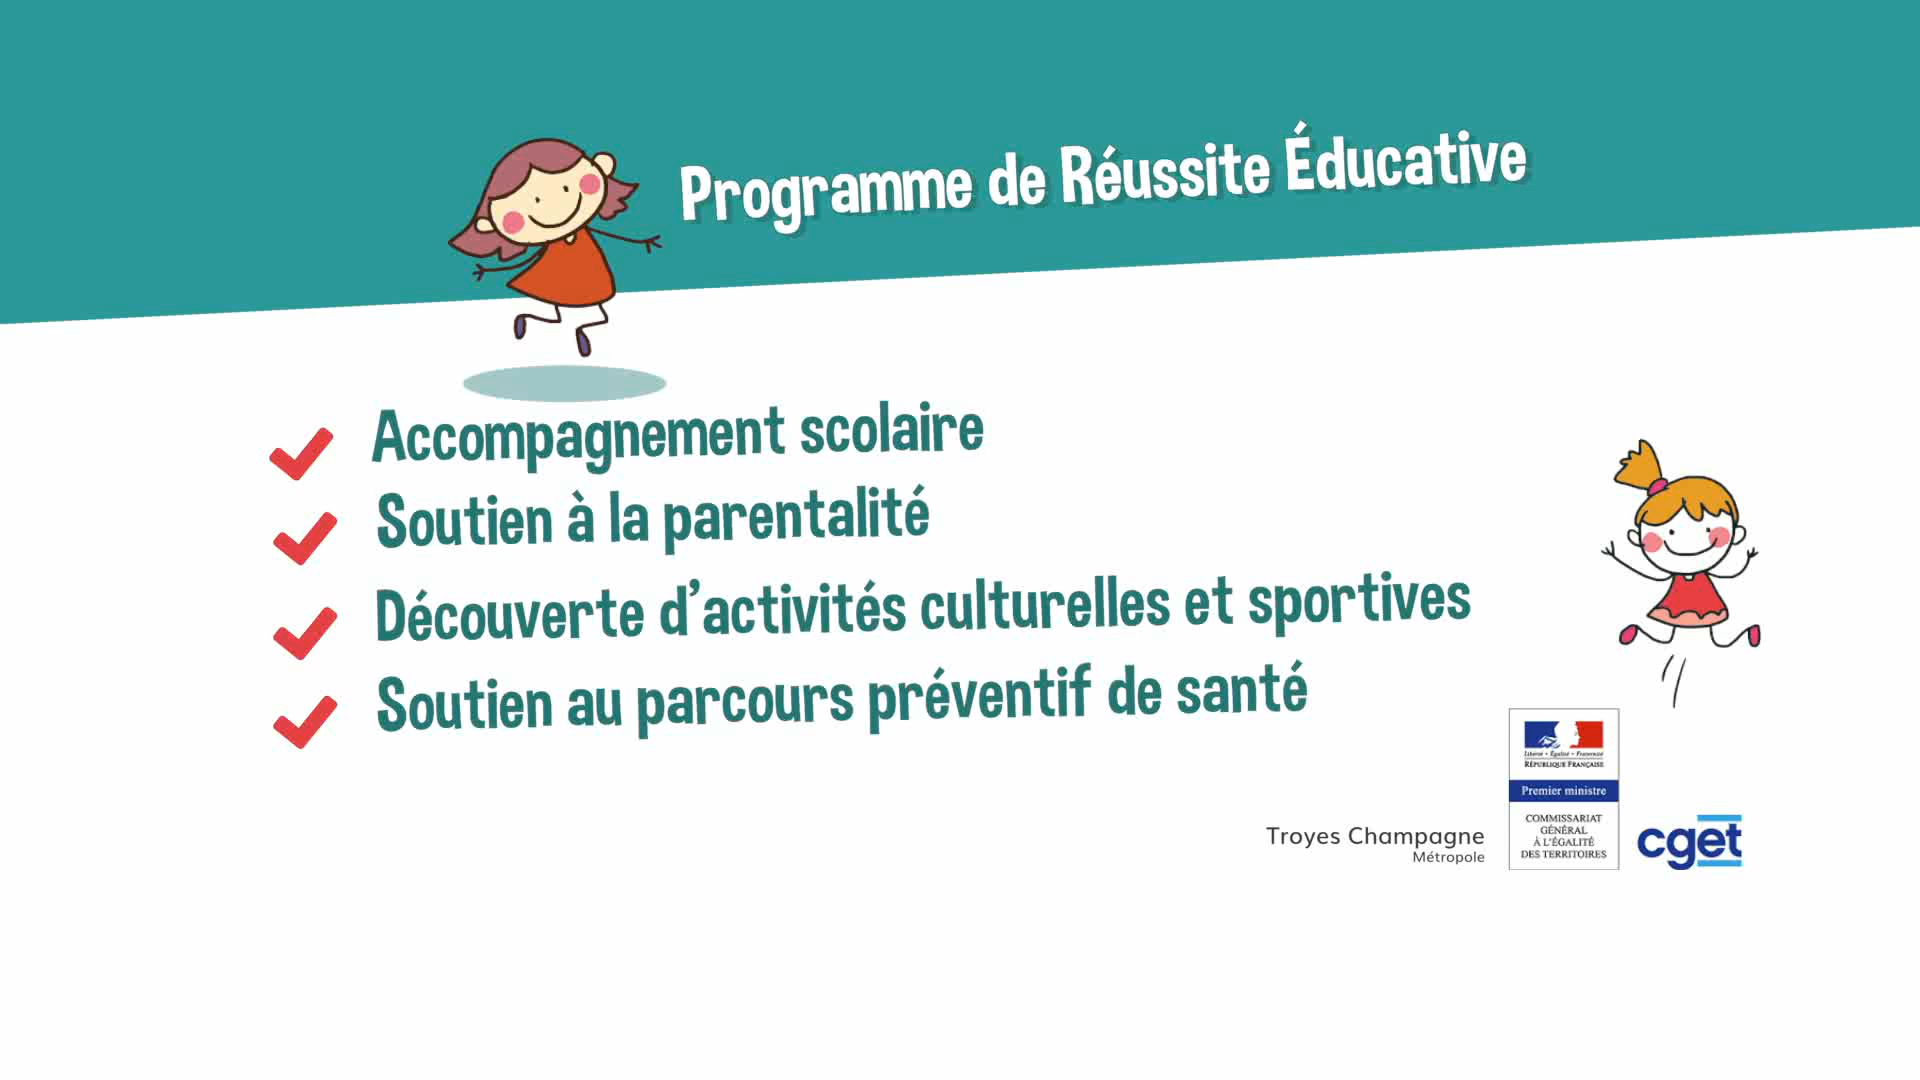 Programme de Réussite Éducative
Accompagnement scolaire
Soutien à la parentalité
Découverte d'activités culturelles et sportives
Soutien au parcours préventif de santé
Troyes Champagne
Métropole
Liberté • Égalité • Fraternité
RÉPUBLIQUE FRANÇAISE
Premier ministre
COMMISSARIAT
GÉNÉRAL
À L'ÉGALITÉ
DES TERRITOIRES
cget